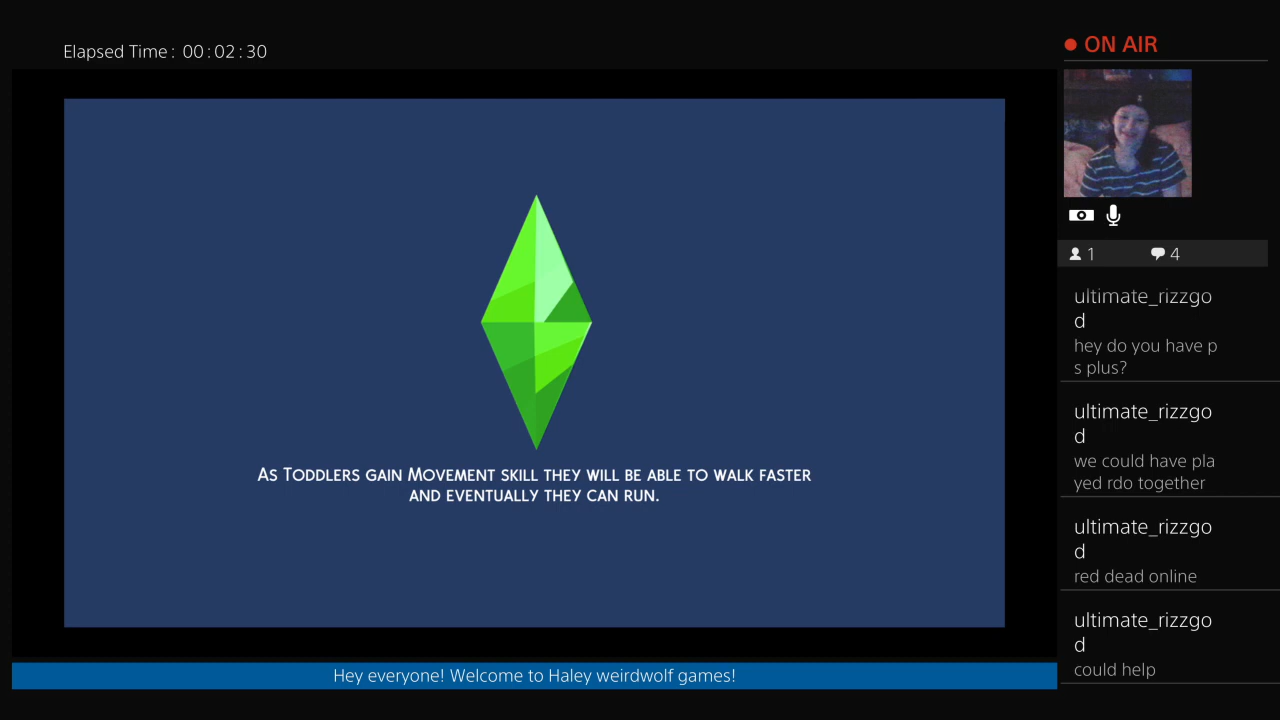 Elapsed Time: 00:02:30
ON AIR
1 4
ultimate_rizzgo
d
hey do you have p
s plus?
ultimate_rizzgo
d
we could have pla
yed rdo together
ultimate_rizzgo
d
red dead online
ultimate_rizzgo
d
could help
AS TODDLERS GAIN MOVEMENT SKILL THEY WILL BE ABLE TO WALK FASTER
AND EVENTUALLY THEY CAN RUN.
Hey everyone! Welcome to Haley weirdwolf games!